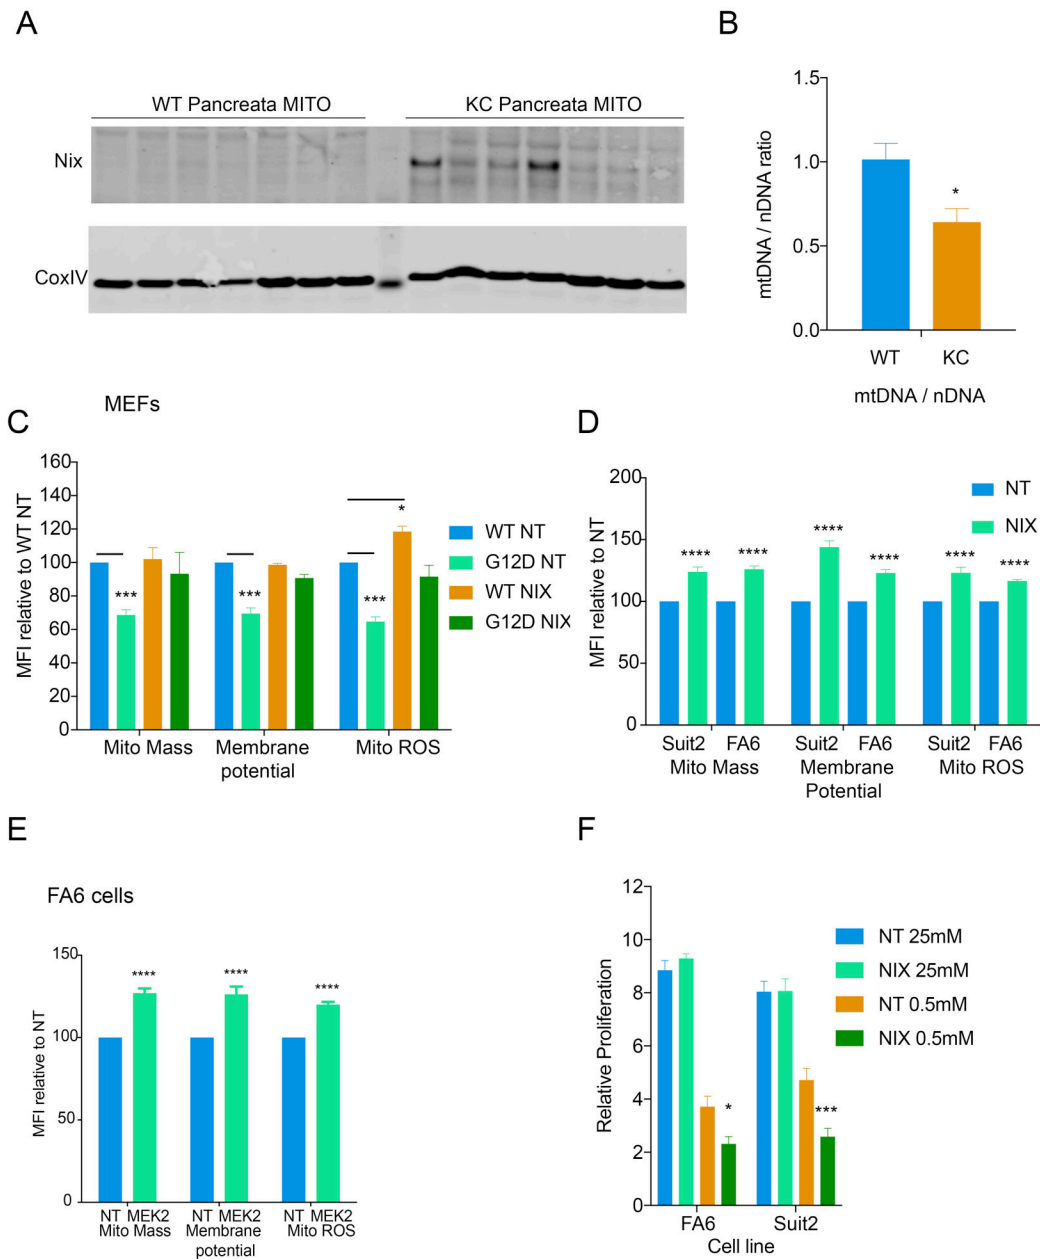 A
WT Pancreata MITO
KC Pancreata MITO
Nix
CoxIV
B
mtDNA / nDNA ratio
1.5
1.0
0.5
0.0
WT KC
mtDNA / nDNA
MEFs
C
MFI relative to WT NT
160
140
120
100
80
60
40
20
0
***
***
***
*
WT NT
G12D NT
WT NIX
G12D NIX
Mito Mass
Membrane
potential
Mito ROS
D
MFI relative to NT
200
150
100
50
0
**** **** **** **** **** ****
NT
NIX
Suit2 FA6 Suit2 FA6 Suit2 FA6
Mito Mass
Membrane
Potential
Mito ROS
E
FA6 cells
MFI relative to NT
150
100
50
0
**** **** ****
NT MEK2 NT MEK2 NT MEK2
Mito Mass
Membrane
potential
Mito ROS
F
Relative Proliferation
12
10
8
6
4
2
0
* ***
NT 25mM
NIX 25mM
NT 0.5mM
NIX 0.5mM
FA6 Suit2
Cell line